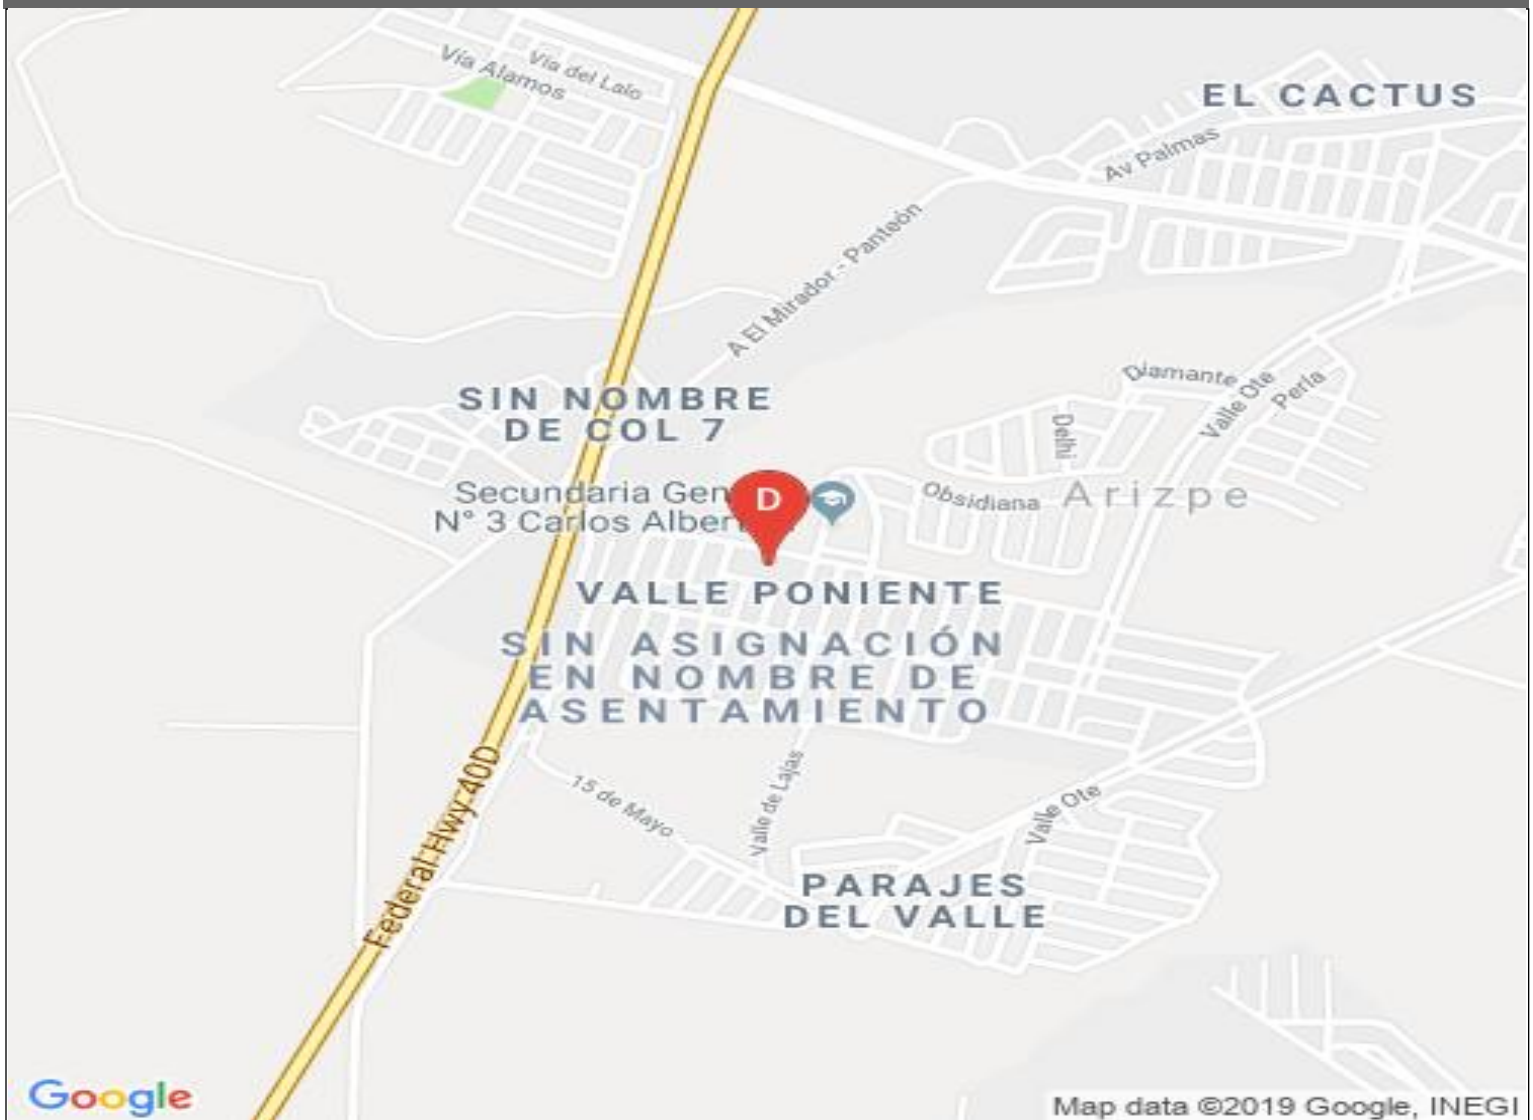 Vía Alamos
Vía del Lalo
EL CACTUS
Av Palmas
A El Mirador - Panteón
SIN NOMBRE
DE COL 7
Diamante
Valle Ote
Perla
Delhi
Secundaria Gen
N° 3 Carlos Alber
D
Obsidiana
Arizpe
VALLE PONIENTE
SIN ASIGNACIÓN
EN NOMBRE DE
ASENTAMIENTO
Federal Hwy 40D
15 de Mayo
Valle de Lajas
Valle Ote
PARAJES
DEL VALLE
Google
Map data ©2019 Google, INEGI